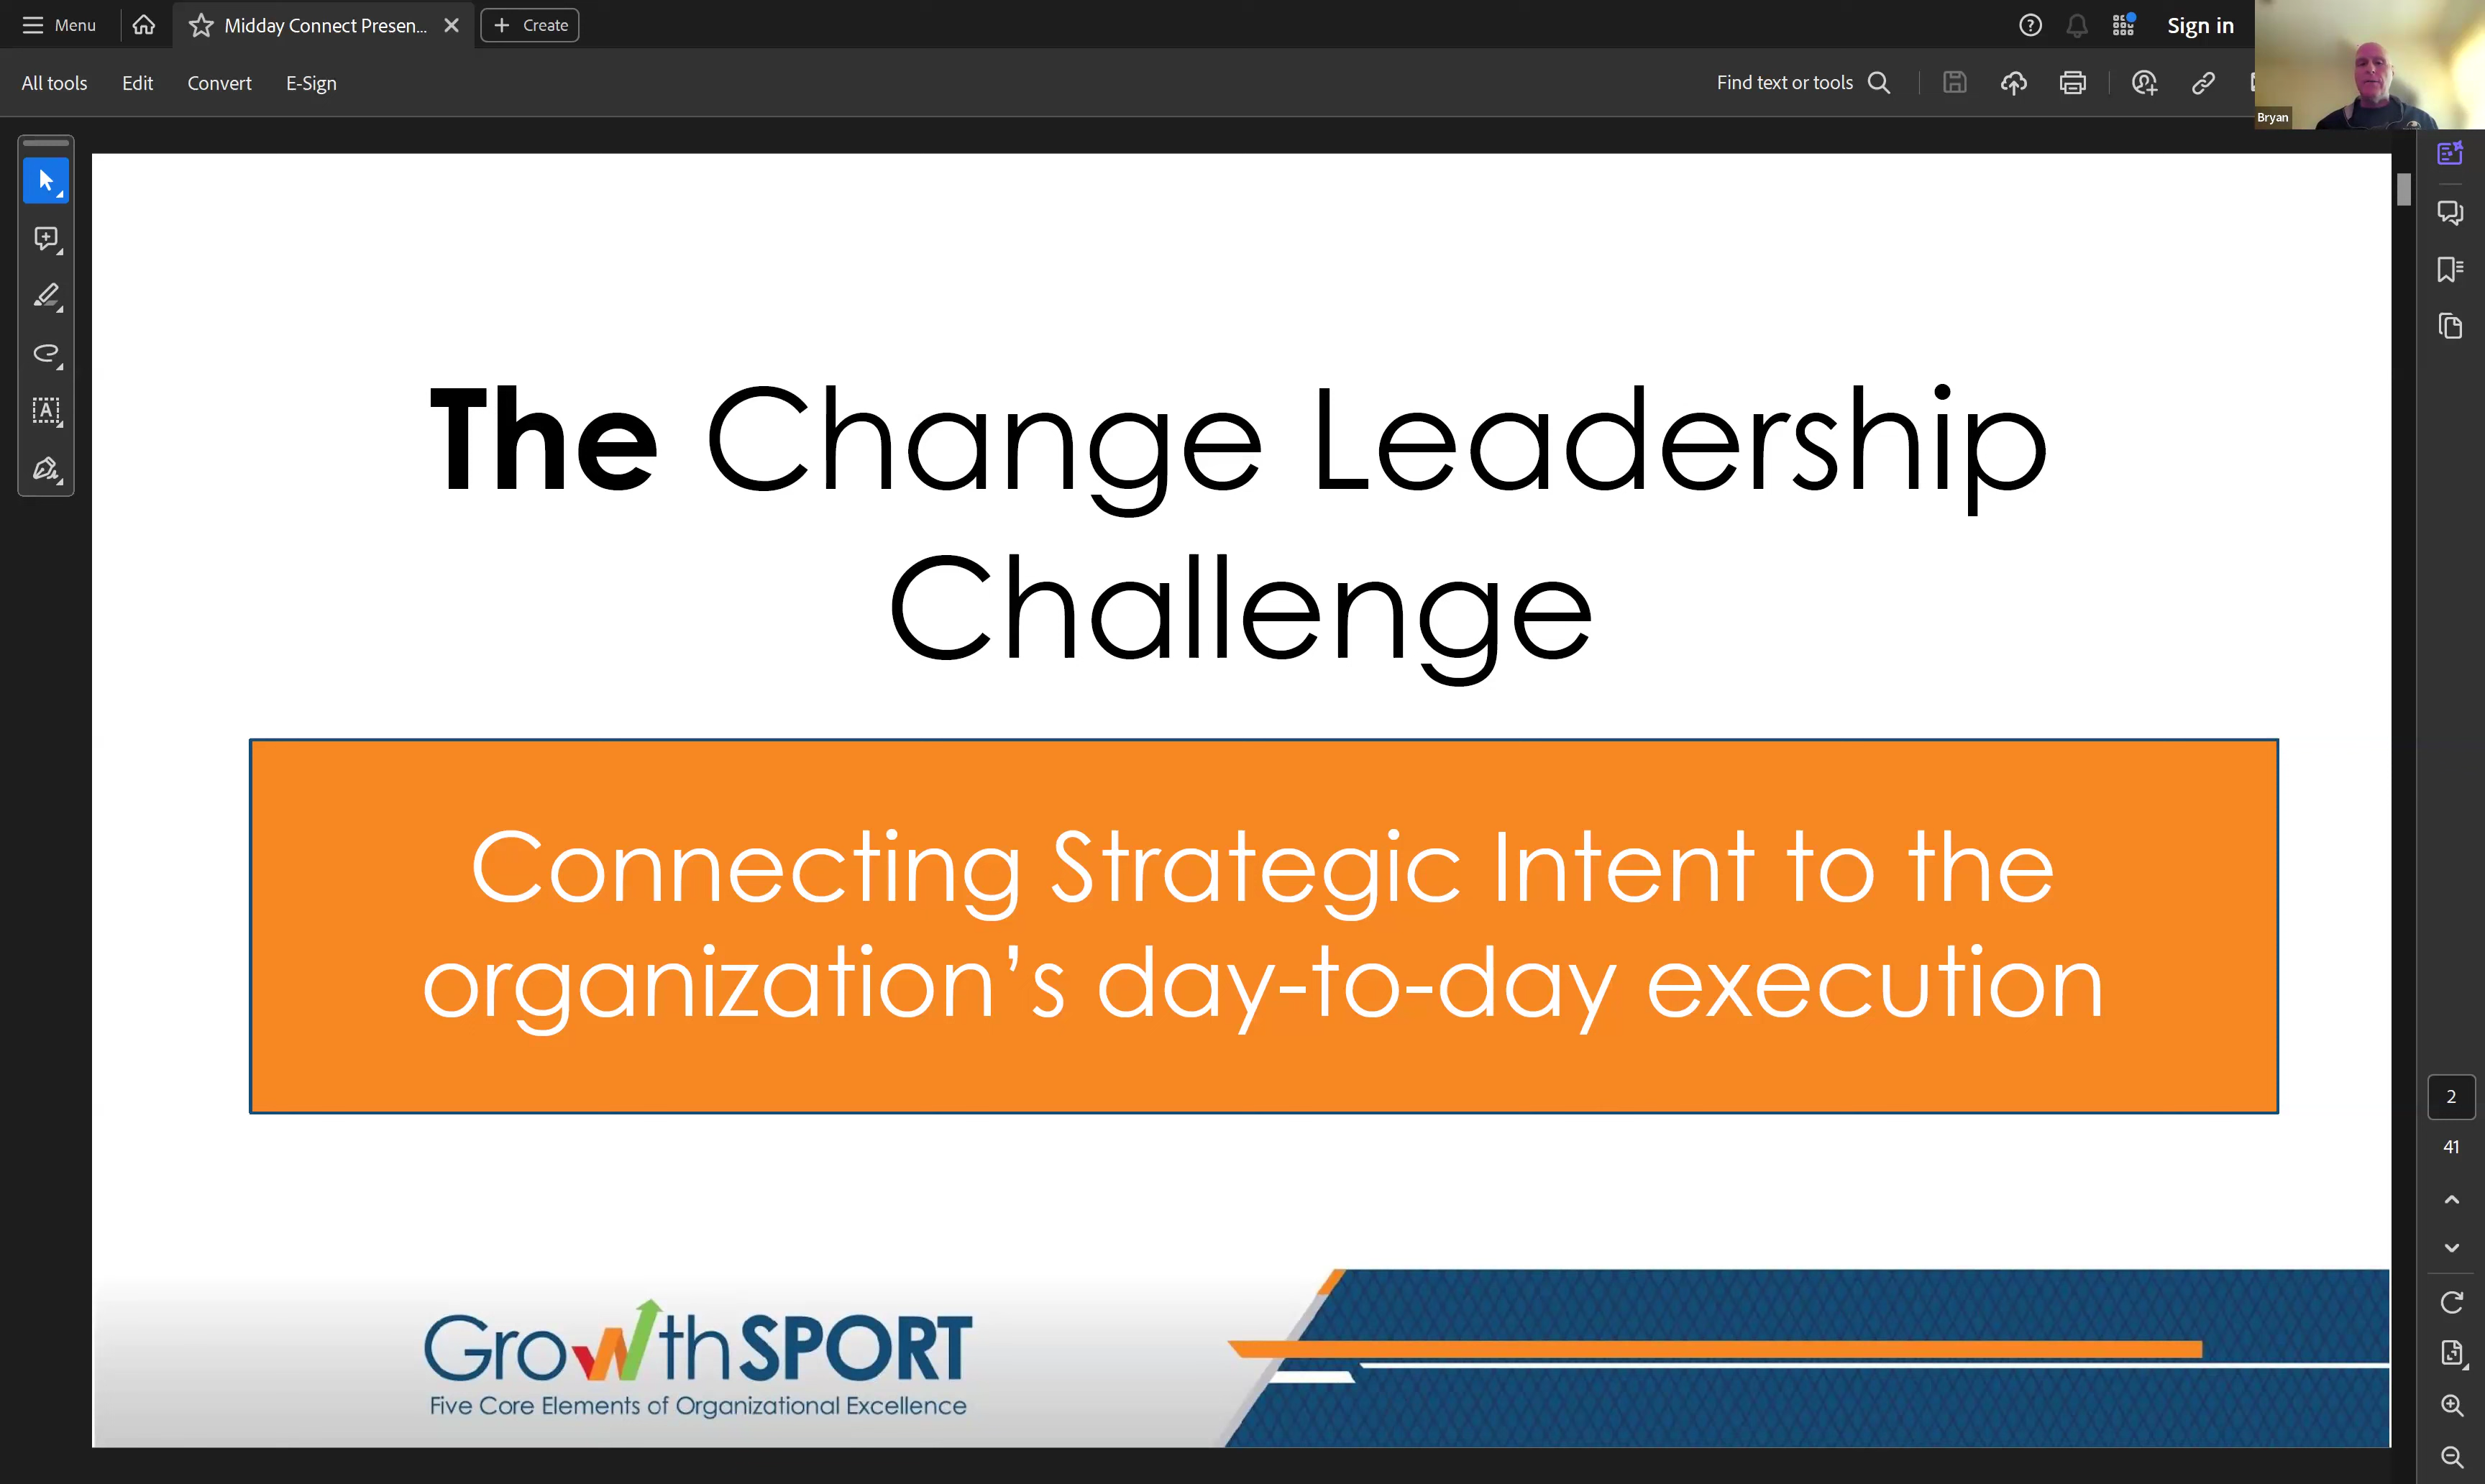 Menu
Midday Connect Presen...
Create
Sign in
All tools
Edit
Convert
E-Sign
Find text or tools
Bryan
The Change Leadership
Challenge
Connecting Strategic Intent to the
organization’s day-to-day execution
GrowthSPORT
Five Core Elements of Organizational Excellence
2
41